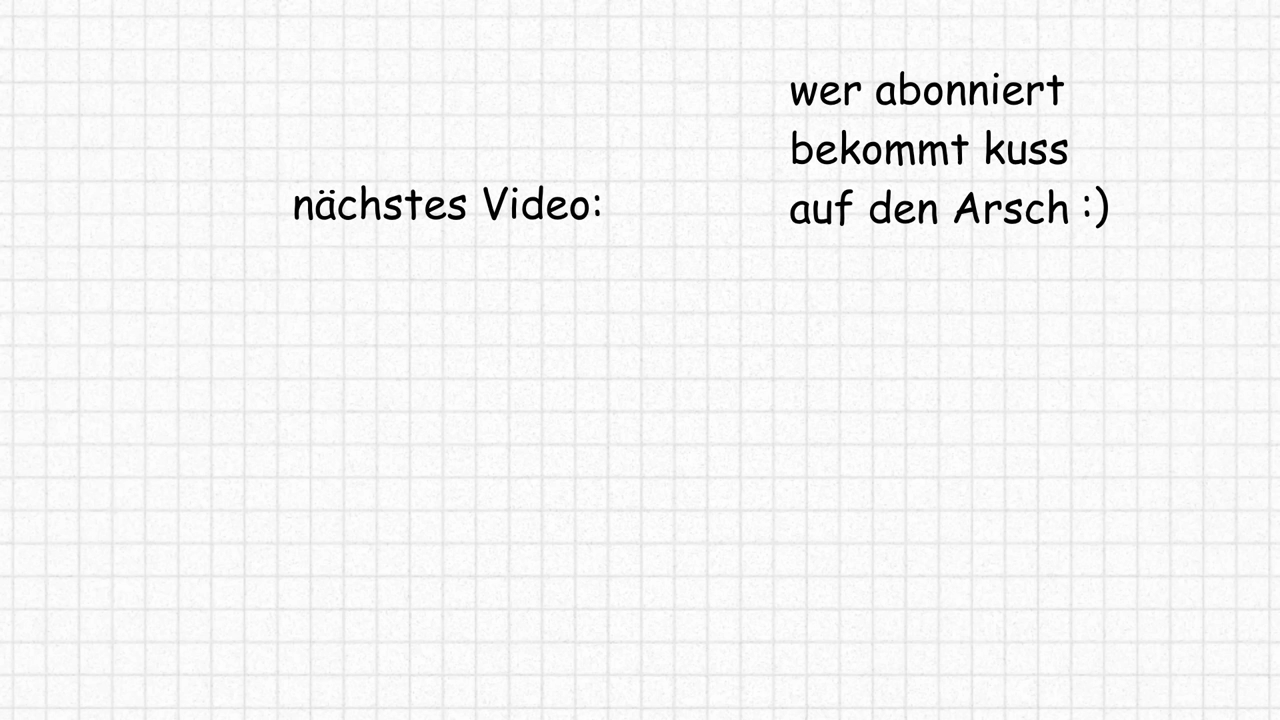 nächstes Video:
wer abonniert
bekommt kuss
auf den Arsch :)